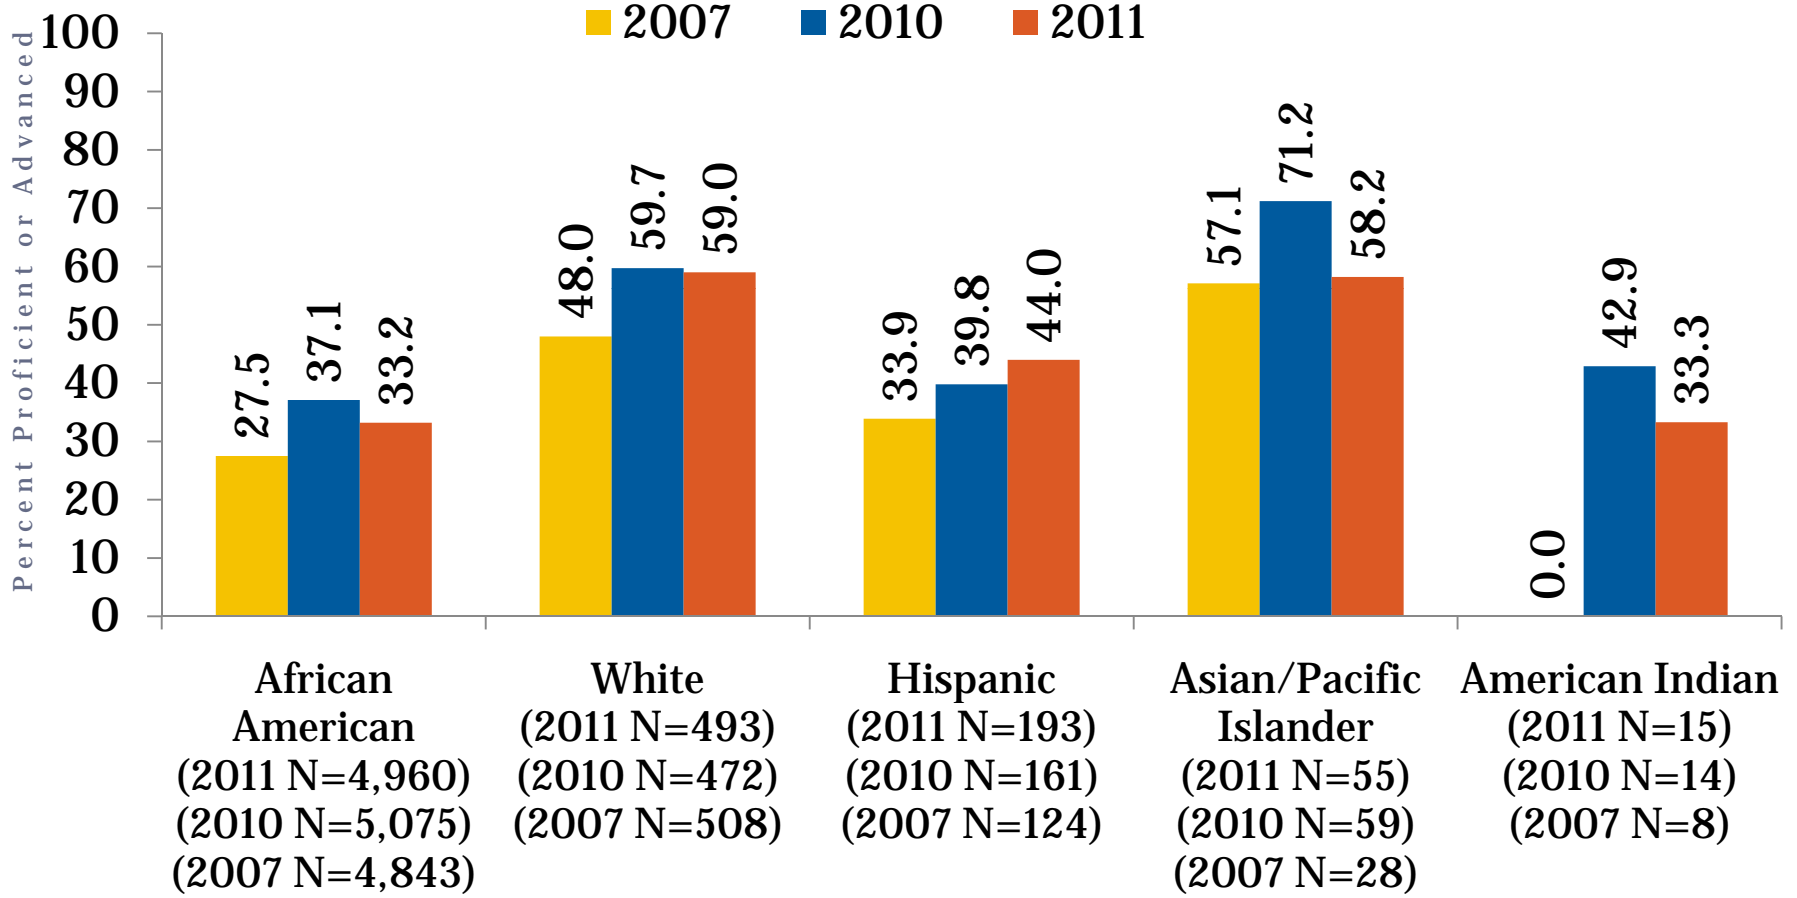 2007 2010 2011
Percent Proficient or Advanced
100
90
80
70
60
50
40
30
20
10
0
27.5 37.1 33.2
48.0 59.7 59.0
33.9 39.8 44.0
57.1 71.2 58.2
0.0 42.9 33.3
African
American
(2011 N=4,960)
(2010 N=5,075)
(2007 N=4,843)
White
(2011 N=493)
(2010 N=472)
(2007 N=508)
Hispanic
(2011 N=193)
(2010 N=161)
(2007 N=124)
Asian/Pacific
Islander
(2011 N=55)
(2010 N=59)
(2007 N=28)
American Indian
(2011 N=15)
(2010 N=14)
(2007 N=8)